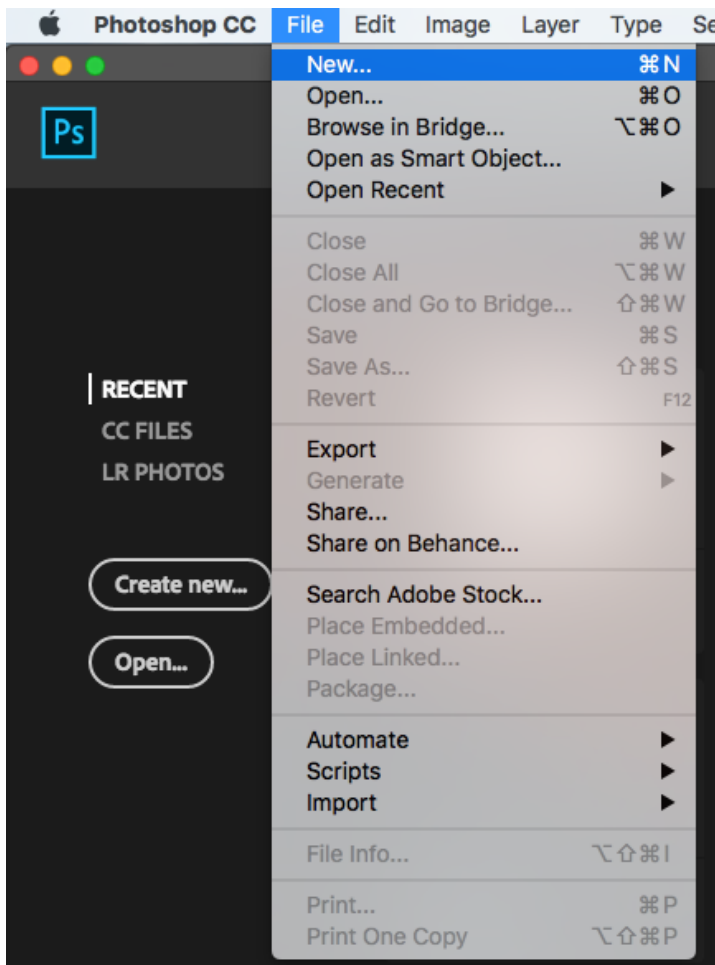 Photoshop CC File Edit Image Layer Type Se
Ps
New... ⌘N
Open... ⌘O
Browse in Bridge... ⌥⌘O
Open as Smart Object...
Open Recent ▶
Close ⌘W
Close All ⌥⌘W
Close and Go to Bridge... ⇧⌘W
Save ⌘S
Save As... ⇧⌘S
Revert F12
Export ▶
Generate ▶
Share...
Share on Behance...
Search Adobe Stock...
Place Embedded...
Place Linked...
Package...
Automate ▶
Scripts ▶
Import ▶
File Info... ⌥⇧⌘I
Print... ⌘P
Print One Copy ⌥⇧⌘P
RECENT
CC FILES
LR PHOTOS
Create new...
Open...